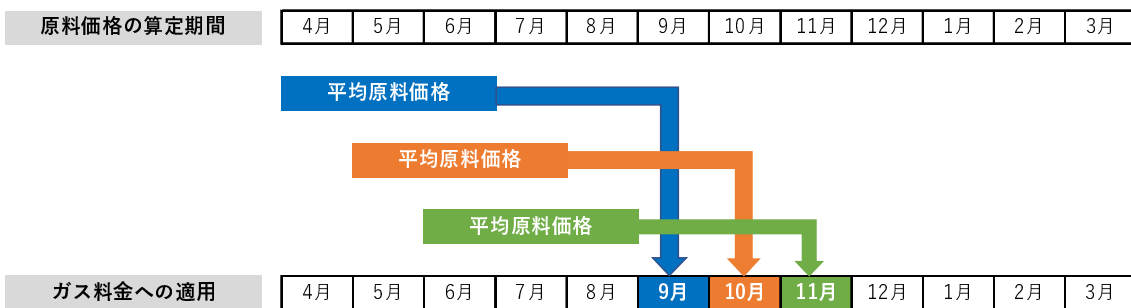 原料価格の算定期間 4月 5月 6月 7月 8月 9月 10月 11月 12月 1月 2月 3月
平均原料価格
平均原料価格
平均原料価格
ガス料金への適用 4月 5月 6月 7月 8月 9月 10月 11月 12月 1月 2月 3月